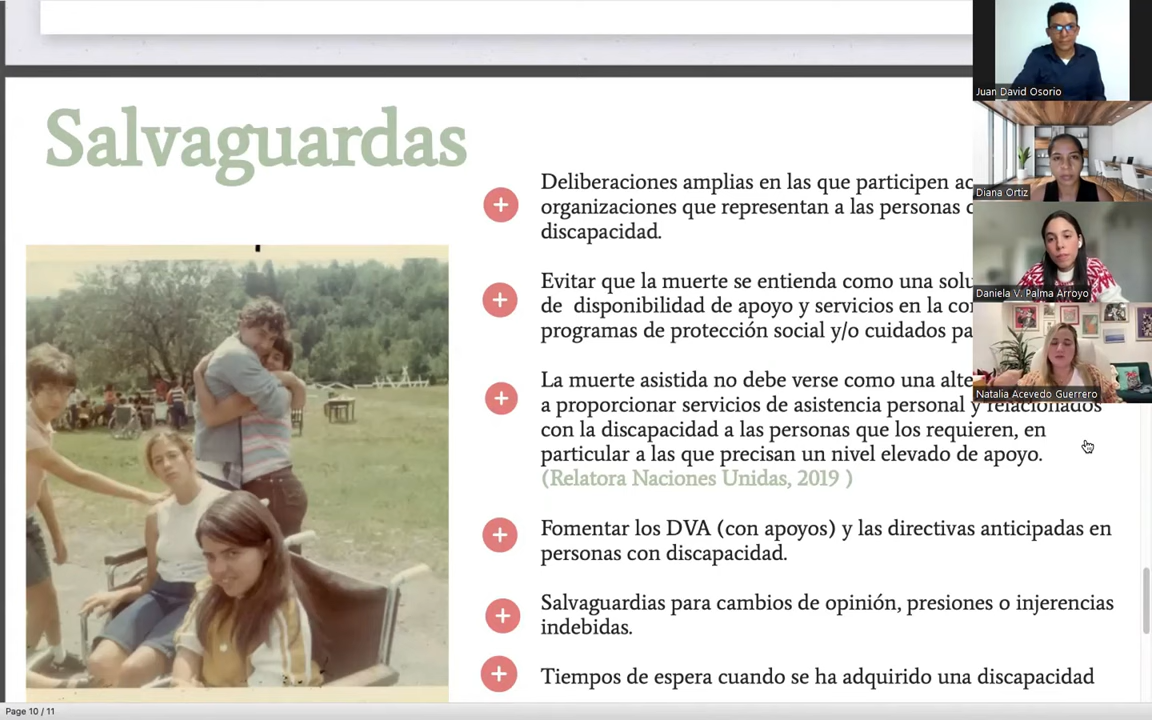 Salvaguardas
Deliberaciones amplias en las que participen
organizaciones que representan a las personas
discapacidad.
Evitar que la muerte se entienda como una
de disponibilidad de apoyo y servicios en la
programas de protección social y/o cuidados
La muerte asistida no debe verse como una
a proporcionar servicios de asistencia personal y relacionados
con la discapacidad a las personas que los requieren, en
particular a las que precisan un nivel elevado de apoyo.
(Relatora Naciones Unidas, 2019 )
Fomentar los DVA (con apoyos) y las directivas anticipadas en
personas con discapacidad.
Salvaguardias para cambios de opinión, presiones o injerencias
indebidas.
Tiempos de espera cuando se ha adquirido una discapacidad
Juan David Osorio
Diana Ortiz
Daniela V. Palma Arroyo
Natalia Acevedo Guerrero
Page 10 / 11